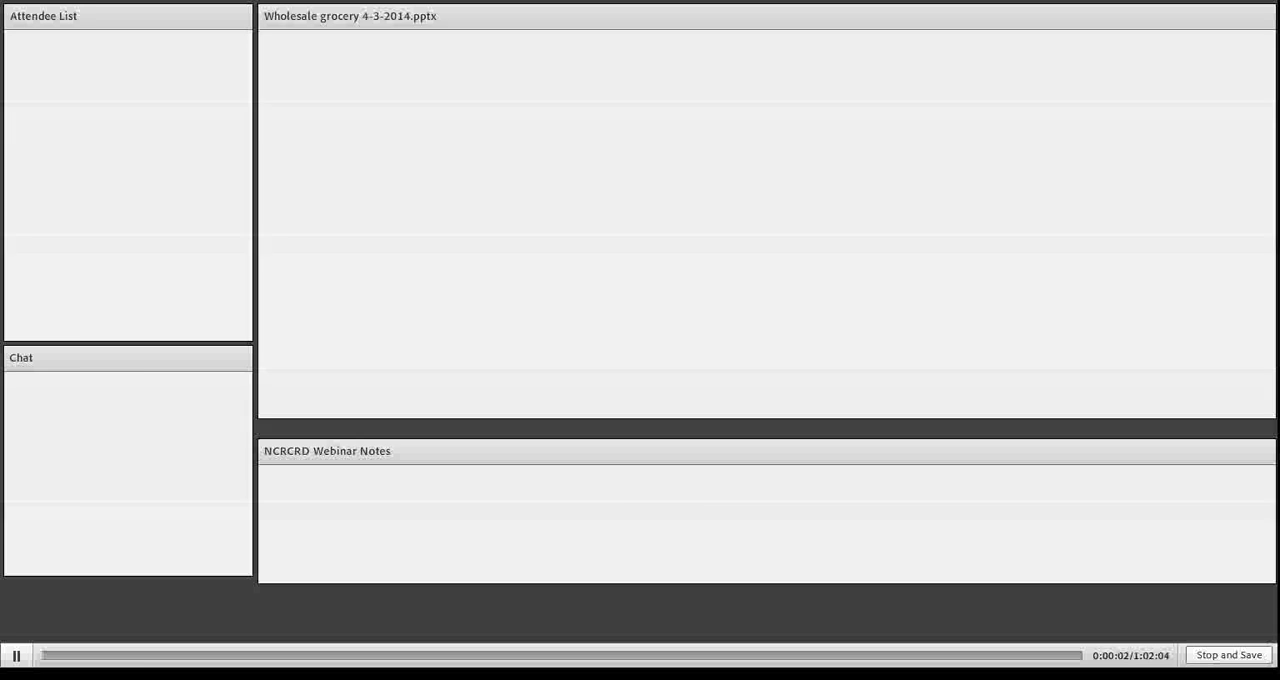 Attendee List
Wholesale grocery 4-3-2014.pptx
Chat
NCRCRD Webinar Notes
0:00:02/1:02:04
Stop and Save